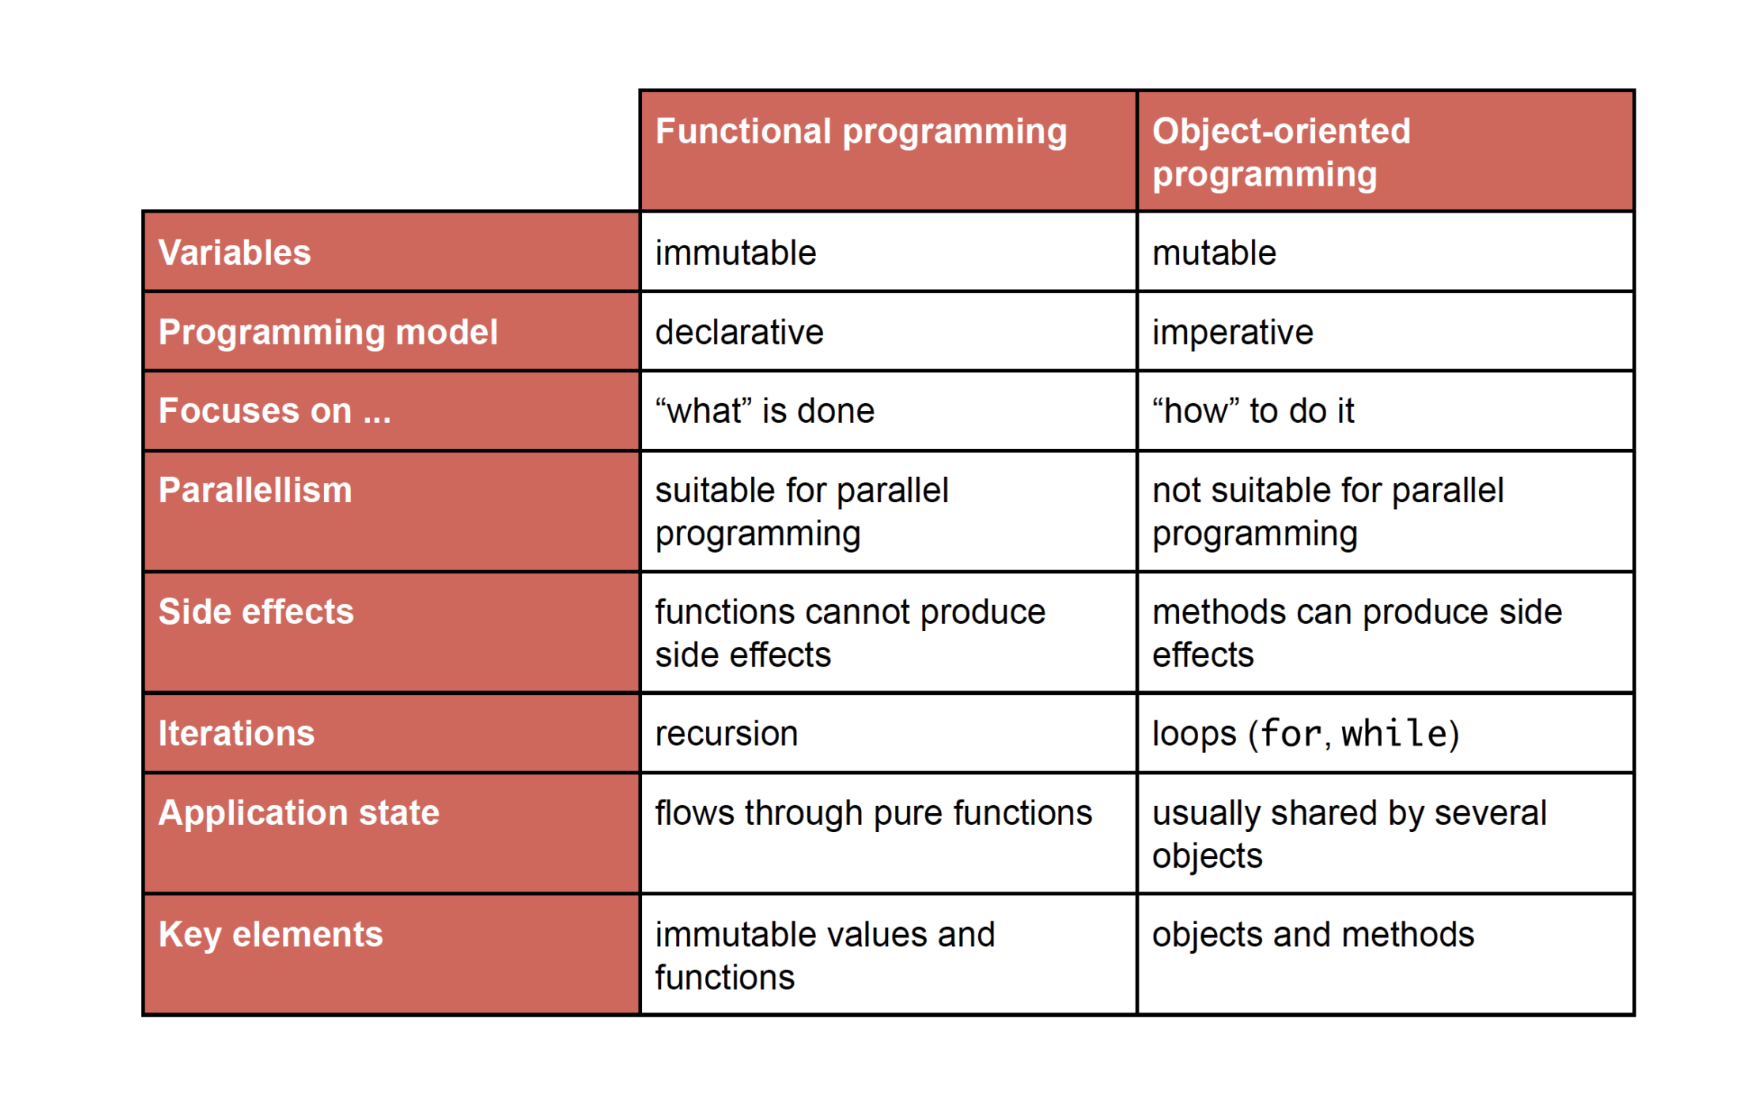 Functional programming
Object-oriented
programming
Variables
immutable
mutable
Programming model
declarative
imperative
Focuses on ...
“what” is done
“how” to do it
Parallellism
suitable for parallel
programming
not suitable for parallel
programming
Side effects
functions cannot produce
side effects
methods can produce side
effects
Iterations
recursion
loops (for, while)
Application state
flows through pure functions
usually shared by several
objects
Key elements
immutable values and
functions
objects and methods